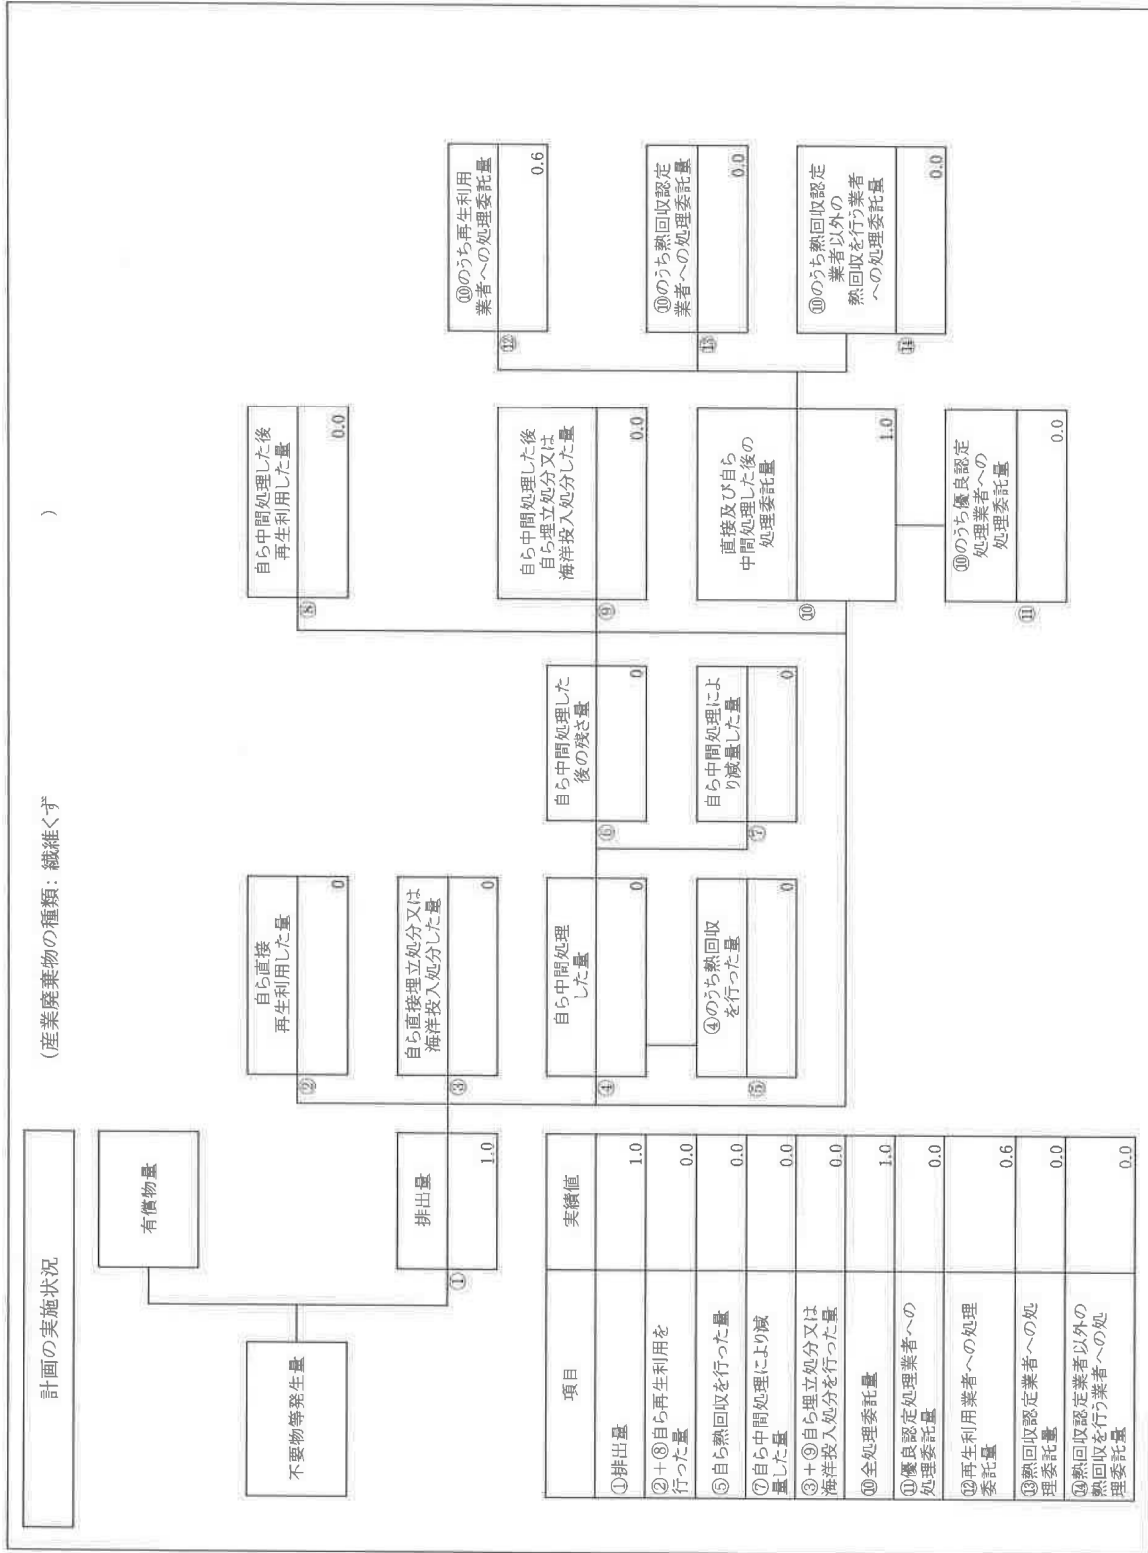 計画の実施状況
(産業廃棄物の種類: 繊維くず
)
不要物等発生量
有償物量
①
排出量
1.0
②
自ら直接
再生利用した量
0
③
自ら直接埋立処分又は
海洋投入処分した量
0
④
自ら中間処理
した量
0
⑤
④のうち熱回収
を行った量
0
⑥
自ら中間処理した
後の残さ量
0
⑦
自ら中間処理によ
り減量した量
0
⑧
自ら中間処理した後
再生利用した量
0.0
⑨
自ら中間処理した後
自ら埋立処分又は
海洋投入処分した量
0.0
⑩
直接及び自ら
中間処理した後の
処理委託量
1.0
⑪
⑩のうち優良認定
処理業者への
処理委託量
0.0
⑫
⑩のうち再生利用
業者への処理委託量
0.6
⑬
⑩のうち熱回収認定
業者への処理委託量
0.0
⑭
⑩のうち熱回収認定
業者以外の
熱回収を行う業者
への処理委託量
0.0
項目 実績値
①排出量 1.0
②+⑧自ら再生利用を
行った量 0.0
⑤自ら熱回収を行った量 0.0
⑦自ら中間処理により減
量した量 0.0
③+⑨自ら埋立処分又は
海洋投入処分を行った量 0.0
⑩全処理委託量 1.0
⑪優良認定処理業者への
処理委託量 0.0
⑫再生利用業者への処理
委託量 0.6
⑬熱回収認定業者への処
理委託量 0.0
⑭熱回収認定業者以外の
熱回収を行う業者への処
理委託量 0.0